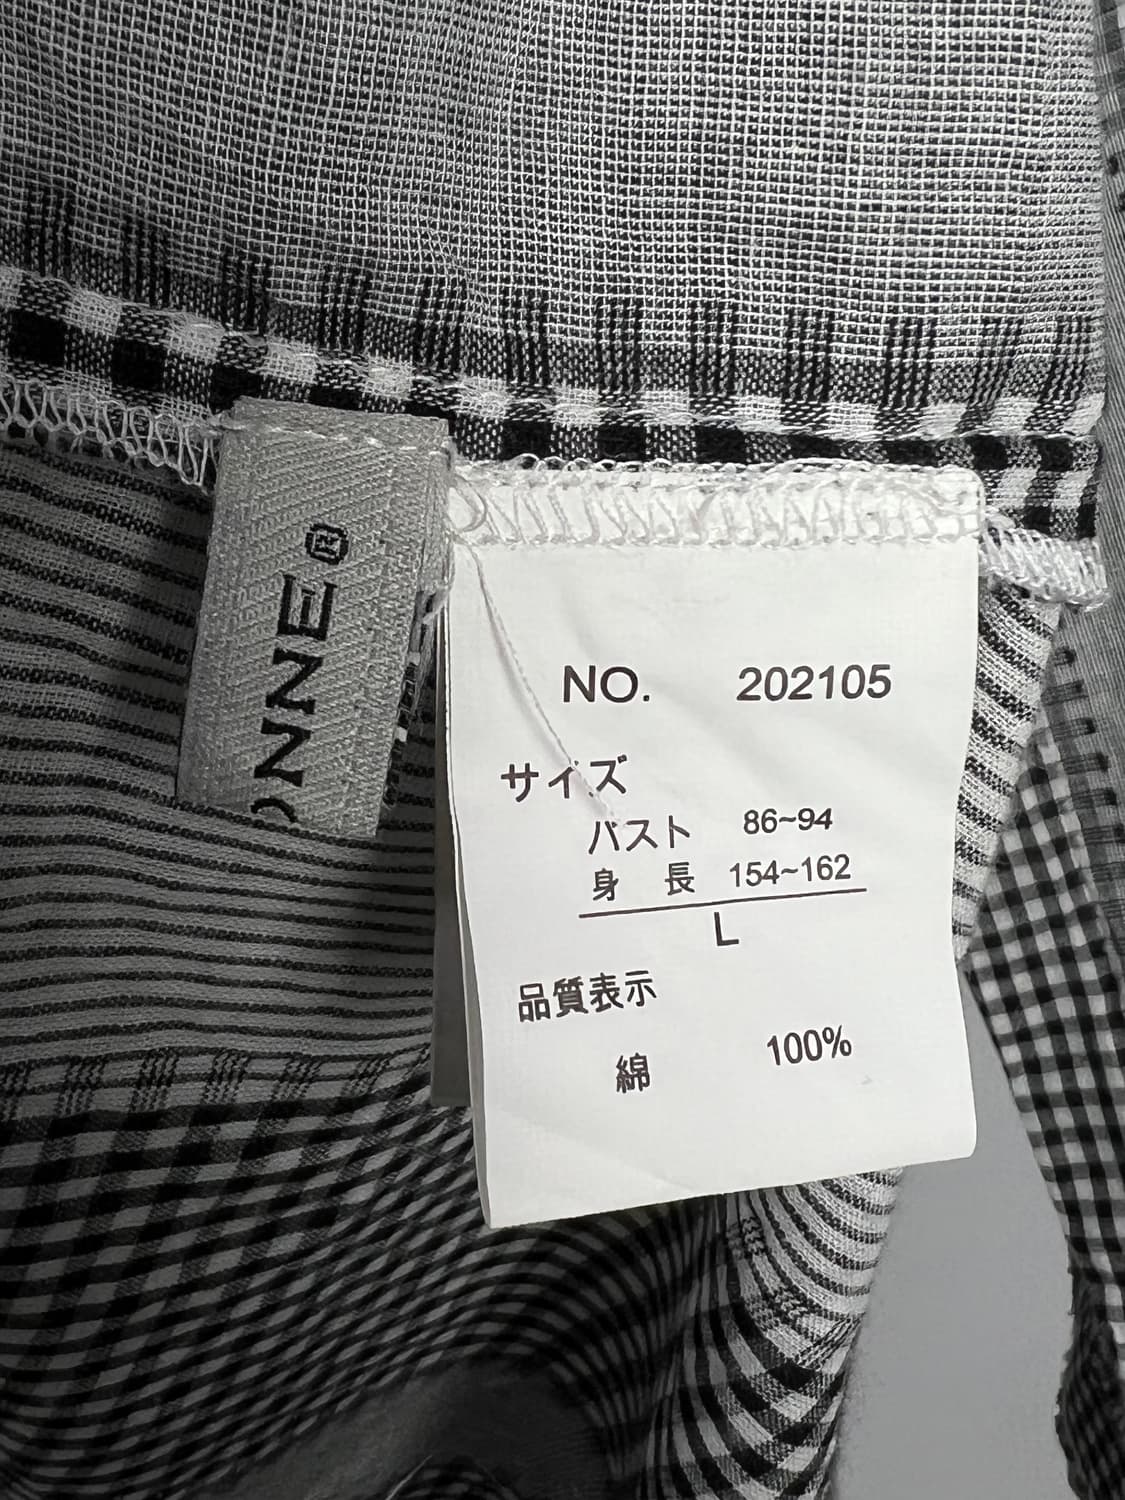 NNE®
NO. 202105
サイズ
バスト 86~94
身長 154~162
L
品質表示
綿 100%